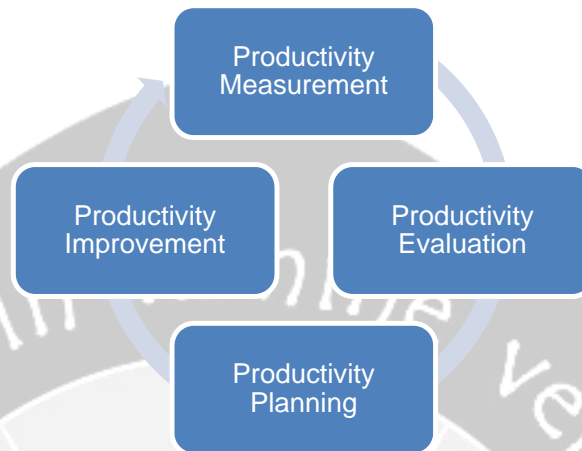 Productivity
Measurement
Productivity
Improvement
Productivity
Evaluation
Productivity
Planning